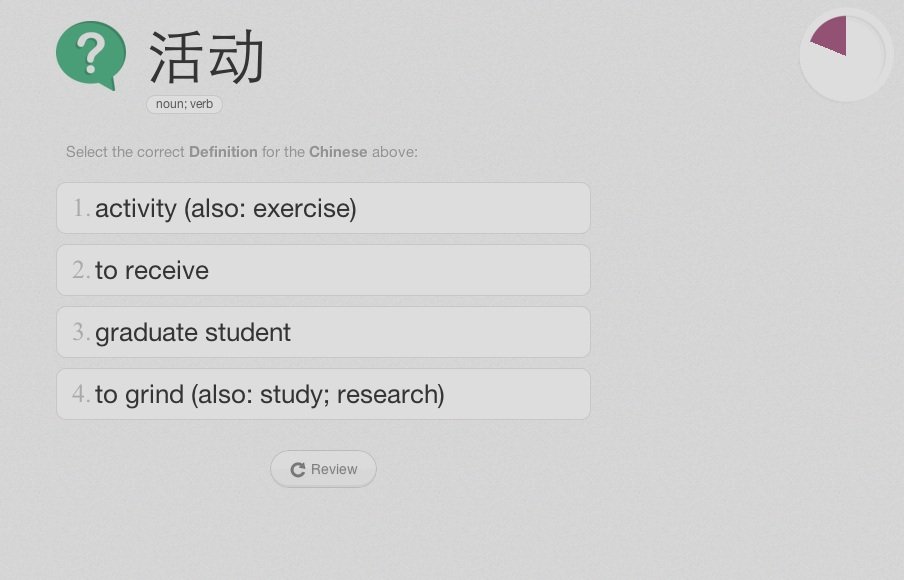 ?
活动
noun; verb
Select the correct Definition for the Chinese above:
1. activity (also: exercise)
2. to receive
3. graduate student
4. to grind (also: study; research)
Review